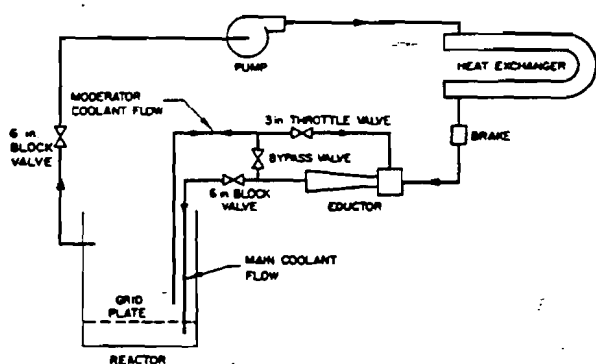 PUMP
HEAT EXCHANGER
MODERATOR
COOLANT FLOW
3 in THROTTLE VALVE
6 in
BLOCK
VALVE
BRAKE
BYPASS VALVE
6 in BLOCK
VALVE
EDUCTOR
MAIN COOLANT
FLOW
GRID
PLATE
REACTOR